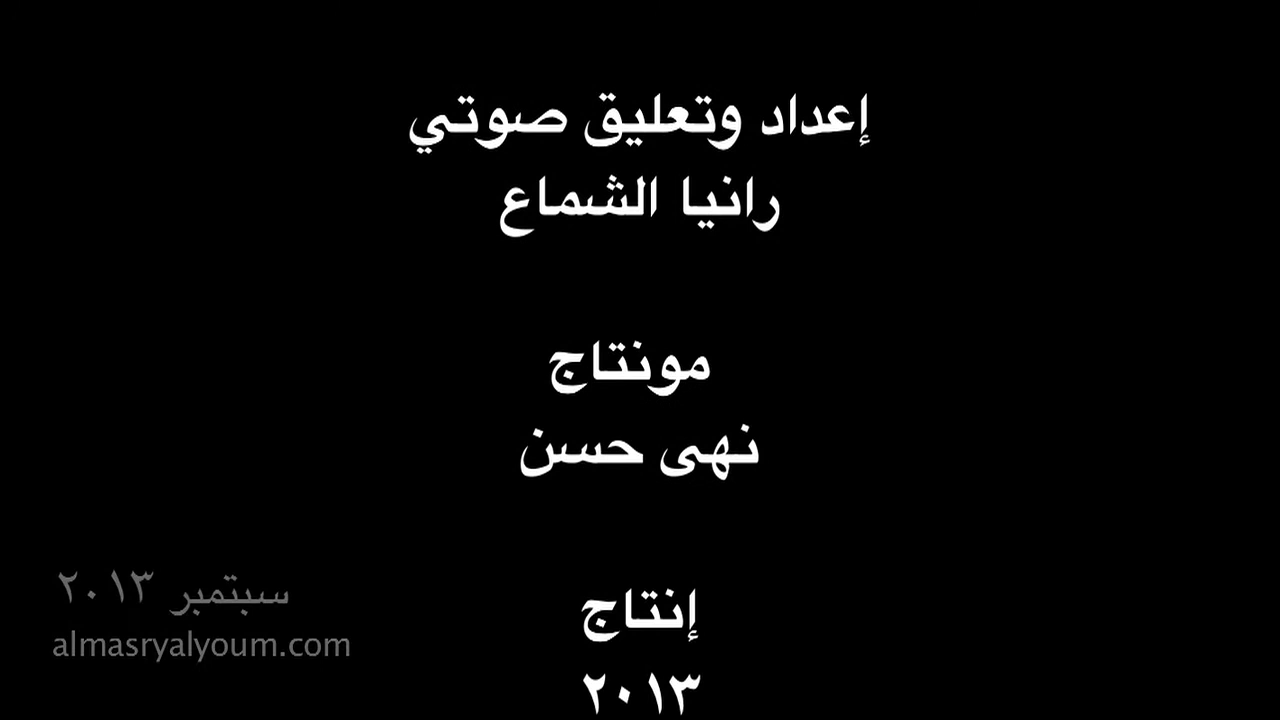 إعداد وتعليق صوتي
رانيا الشماع
مونتاج
نهى حسن
إنتاج
٢٠١٣
سبتمبر ٢٠١٣
almasryalyoum.com